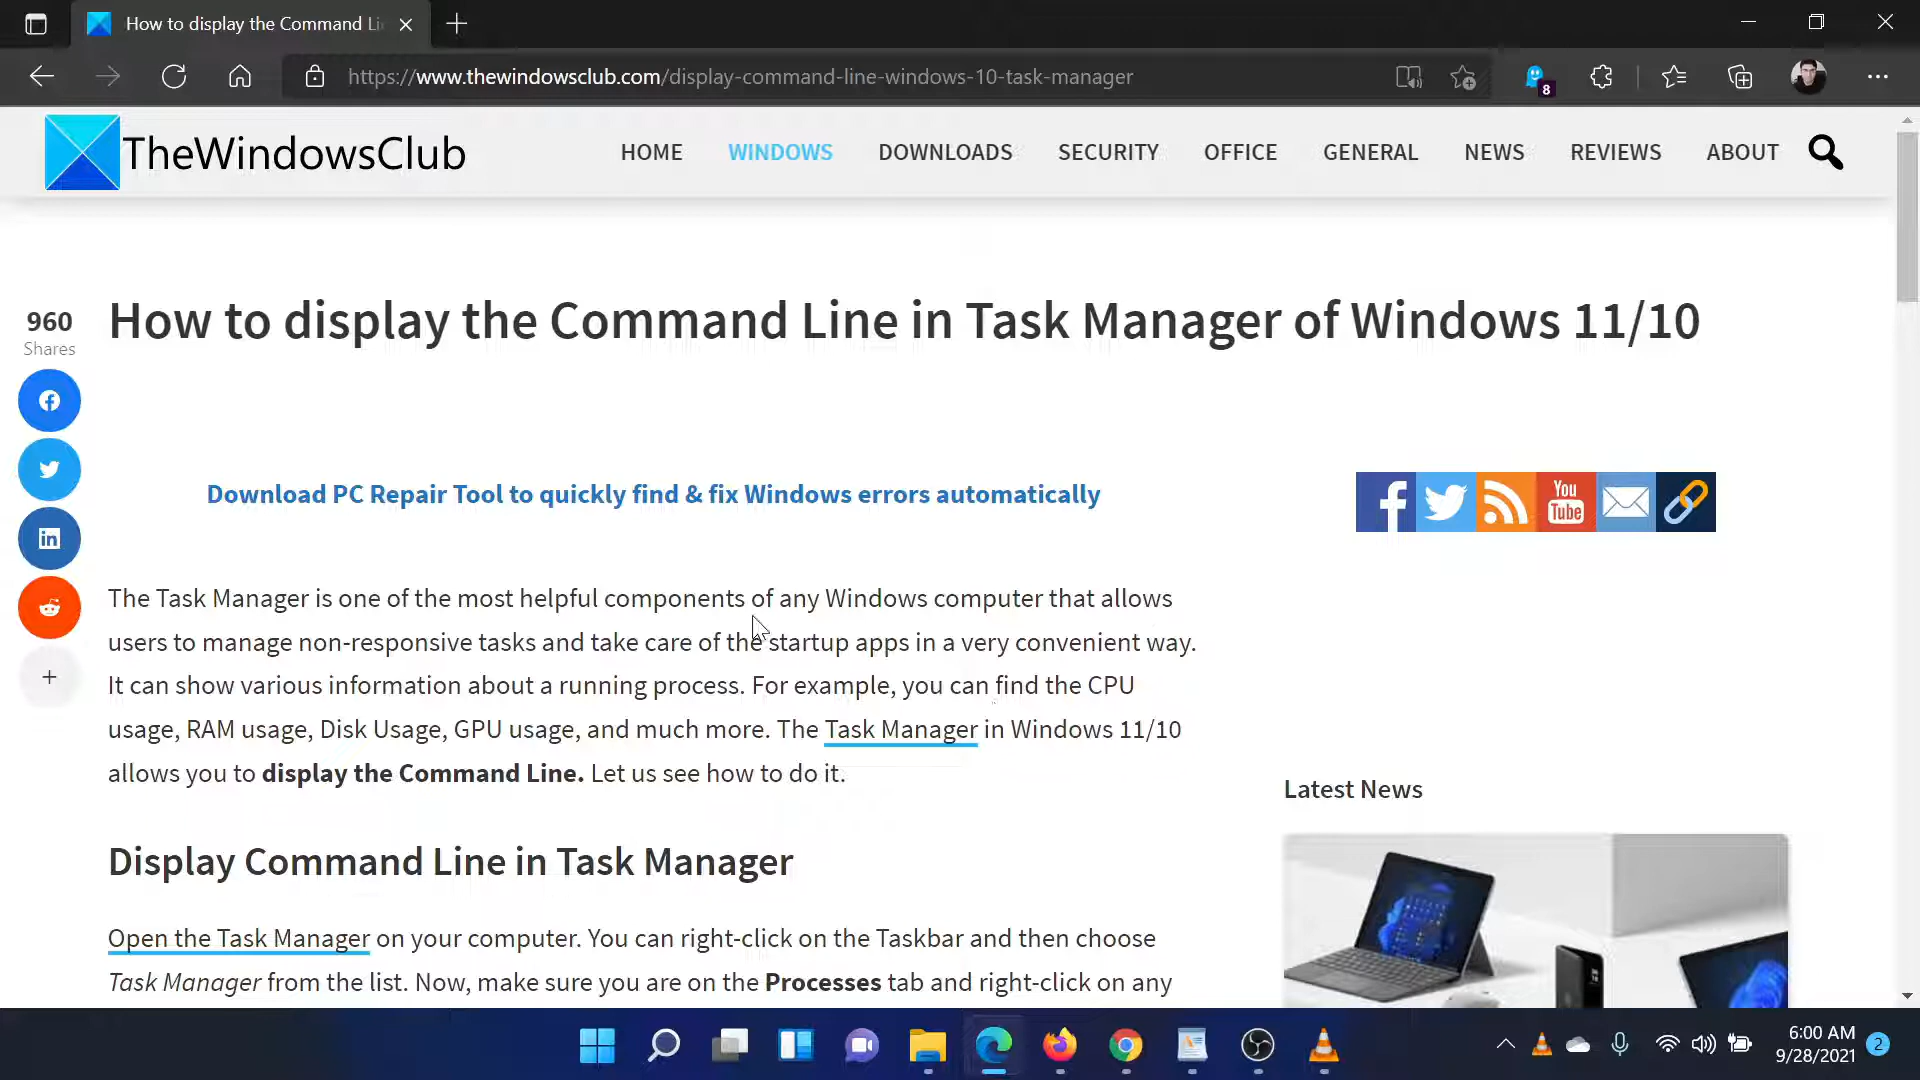 How to display the Command Li
https://www.thewindowsclub.com/display-command-line-windows-10-task-manager
8
TheWindowsClub
HOME WINDOWS DOWNLOADS SECURITY OFFICE GENERAL NEWS REVIEWS ABOUT
960
Shares
How to display the Command Line in Task Manager of Windows 11/10
Download PC Repair Tool to quickly find & fix Windows errors automatically
You
Tube
The Task Manager is one of the most helpful components of any Windows computer that allows
users to manage non-responsive tasks and take care of the startup apps in a very convenient way.
It can show various information about a running process. For example, you can find the CPU
usage, RAM usage, Disk Usage, GPU usage, and much more. The Task Manager in Windows 11/10
allows you to display the Command Line. Let us see how to do it.
Latest News
Display Command Line in Task Manager
Open the Task Manager on your computer. You can right-click on the Taskbar and then choose
Task Manager from the list. Now, make sure you are on the Processes tab and right-click on any
6:00 AM
9/28/2021
2